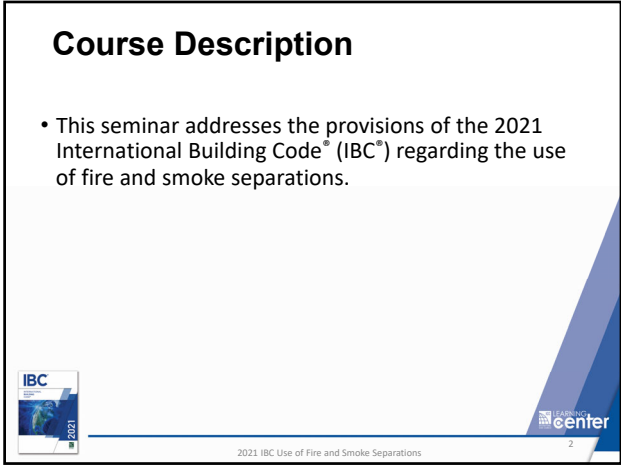 Course Description
• This seminar addresses the provisions of the 2021
International Building Code® (IBC®) regarding the use
of fire and smoke separations.
IBC
2021
LEARNING
center
2021 IBC Use of Fire and Smoke Separations
2